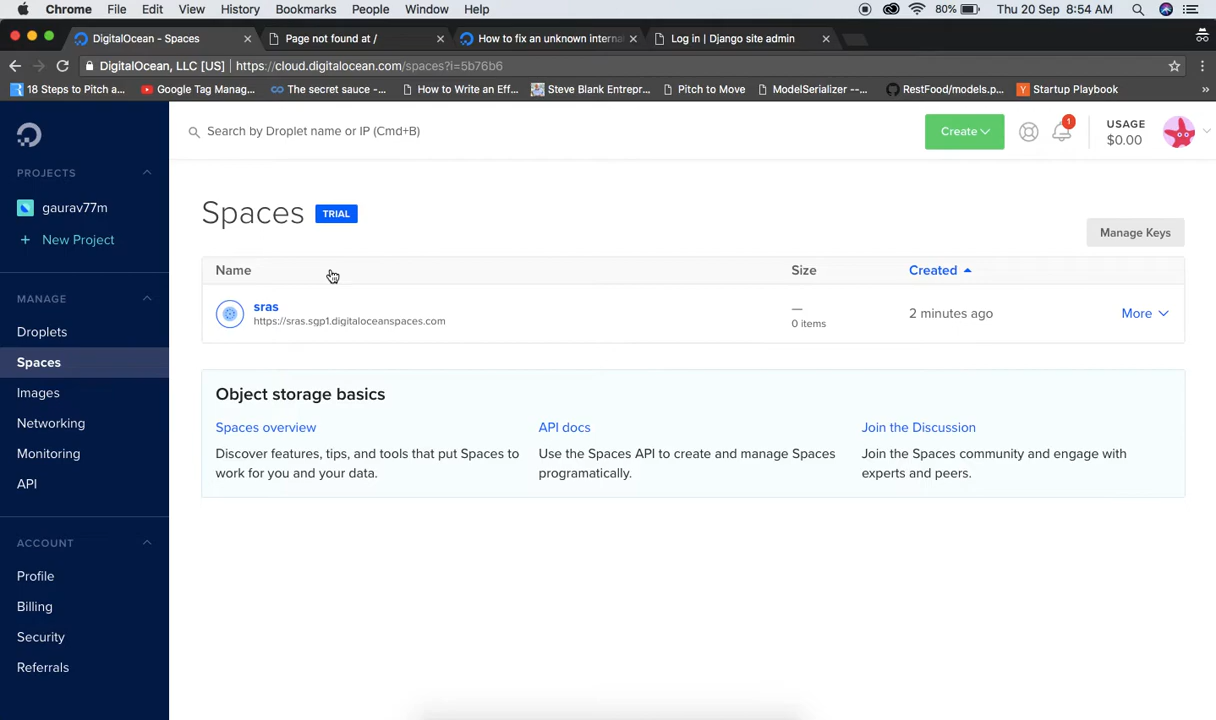 Chrome File Edit View History Bookmarks People Window Help 80% Thu 20 Sep 8:54 AM
DigitalOcean - Spaces Page not found at / How to fix an unknown interna Log in | Django site admin
DigitalOcean, LLC [US] https://cloud.digitalocean.com/spaces?i=5b76b6
18 Steps to Pitch a... Google Tag Manag... The secret sauce -... How to Write an Eff... Steve Blank Entrepr... Pitch to Move ModelSerializer --... RestFood/models.p... Startup Playbook »
Search by Droplet name or IP (Cmd+B) Create 1 USAGE
$0.00
PROJECTS
gaurav77m
+ New Project
MANAGE
Droplets
Spaces
Images
Networking
Monitoring
API
ACCOUNT
Profile
Billing
Security
Referrals
Spaces TRIAL
Manage Keys
Name Size Created
sras
https://sras.sgp1.digitaloceanspaces.com
—
0 items
2 minutes ago More
Object storage basics
Spaces overview
Discover features, tips, and tools that put Spaces to
work for you and your data.
API docs
Use the Spaces API to create and manage Spaces
programatically.
Join the Discussion
Join the Spaces community and engage with
experts and peers.